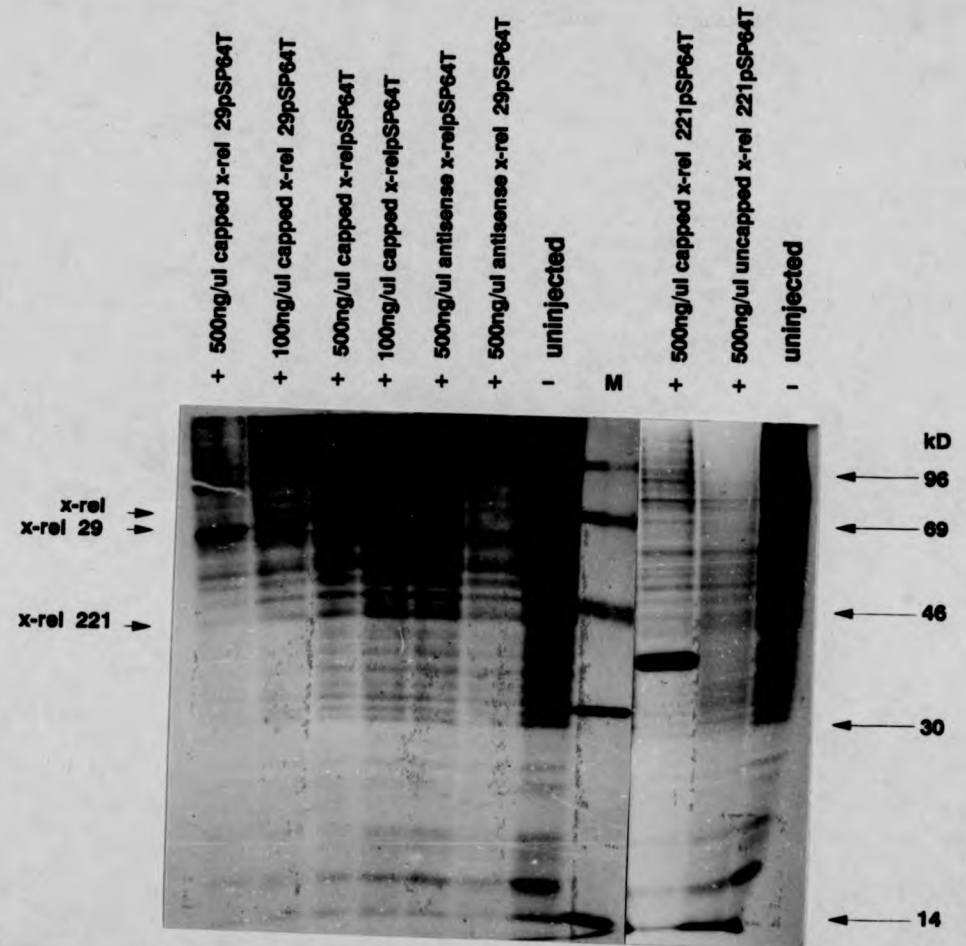 + 500ng/ul capped x-rel 29pSP64T
+ 100ng/ul capped x-rel 29pSP64T
+ 500ng/ul capped x-relpSP64T
+ 100ng/ul capped x-relpSP64T
+ 500ng/ul antisense x-relpSP64T
+ 500ng/ul antisense x-rel 29pSP64T
- uninjected
M
+ 500ng/ul capped x-rel 221pSP64T
+ 500ng/ul uncapped x-rel 221pSP64T
- uninjected
kD
96
x-rel
x-rel 29
69
46
x-rel 221
30
14